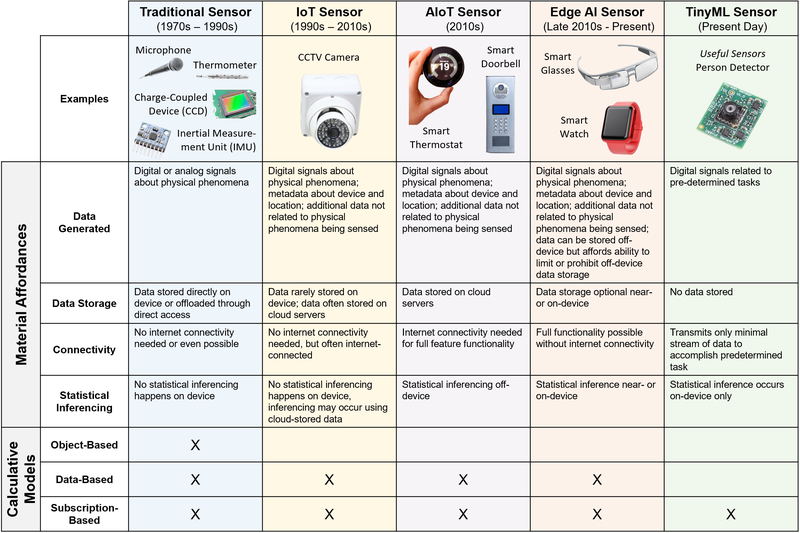 Traditional Sensor
(1970s – 1990s)
IoT Sensor
(1990s – 2010s)
AIoT Sensor
(2010s)
Edge AI Sensor
(Late 2010s - Present)
TinyML Sensor
(Present Day)
Examples
Microphone
Thermometer
Charge-Coupled
Device (CCD)
Inertial Measure-
ment Unit (IMU)
CCTV Camera
Smart
Doorbell
19
Smart
Thermostat
Smart
Glasses
Smart
Watch
Useful Sensors
Person Detector
Material Affordances
Data
Generated
Digital or analog signals
about physical phenomena
Digital signals about
physical phenomena;
metadata about device and
location; additional data not
related to physical
phenomena being sensed
Digital signals about
physical phenomena;
metadata about device and
location; additional data not
related to physical
phenomena being sensed
Digital signals about
physical phenomena;
metadata about device and
location; additional data not
related to physical
phenomena being sensed;
data can be stored off-
device but affords ability to
limit or prohibit off-device
data storage
Digital signals related to
pre-determined tasks
Data Storage
Data stored directly on
device or offloaded through
direct access
Data rarely stored on
device; data often stored on
cloud servers
Data stored on cloud
servers
Data storage optional near-
or on-device
No data stored
Connectivity
No internet connectivity
needed or even possible
No internet connectivity
needed, but often internet-
connected
Internet connectivity needed
for full feature functionality
Full functionality possible
without internet connectivity
Transmits only minimal
stream of data to
accomplish predetermined
task
Statistical
Inferencing
No statistical inferencing
happens on device
No statistical inferencing
happens on device,
inferencing may occur using
cloud-stored data
Statistical inferencing off-
device
Statistical inference near- or
on-device
Statistical inference occurs
on-device only
Calculative
Models
Object-Based
X
Data-Based
X
X
X
X
Subscription-
Based
X
X
X
X
X